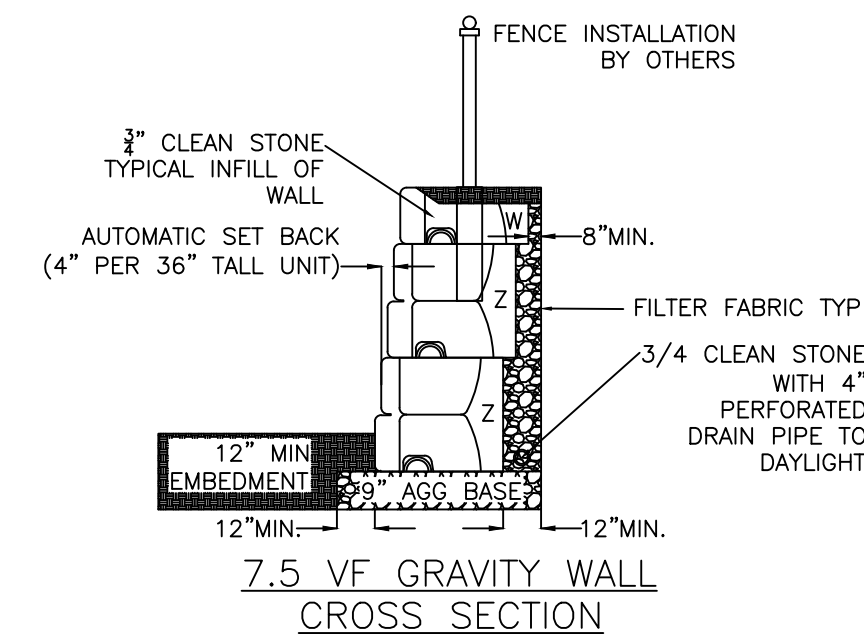 FENCE INSTALLATION
BY OTHERS
3/4" CLEAN STONE
TYPICAL INFILL OF
WALL
AUTOMATIC SET BACK
(4" PER 36" TALL UNIT)
W
8"MIN.
Z
FILTER FABRIC TYP
3/4 CLEAN STONE
WITH 4"
PERFORATED
DRAIN PIPE TO
DAYLIGHT
Z
12" MIN
EMBEDMENT
9" AGG BASE
12"MIN.
12"MIN.
7.5 VF GRAVITY WALL
CROSS SECTION